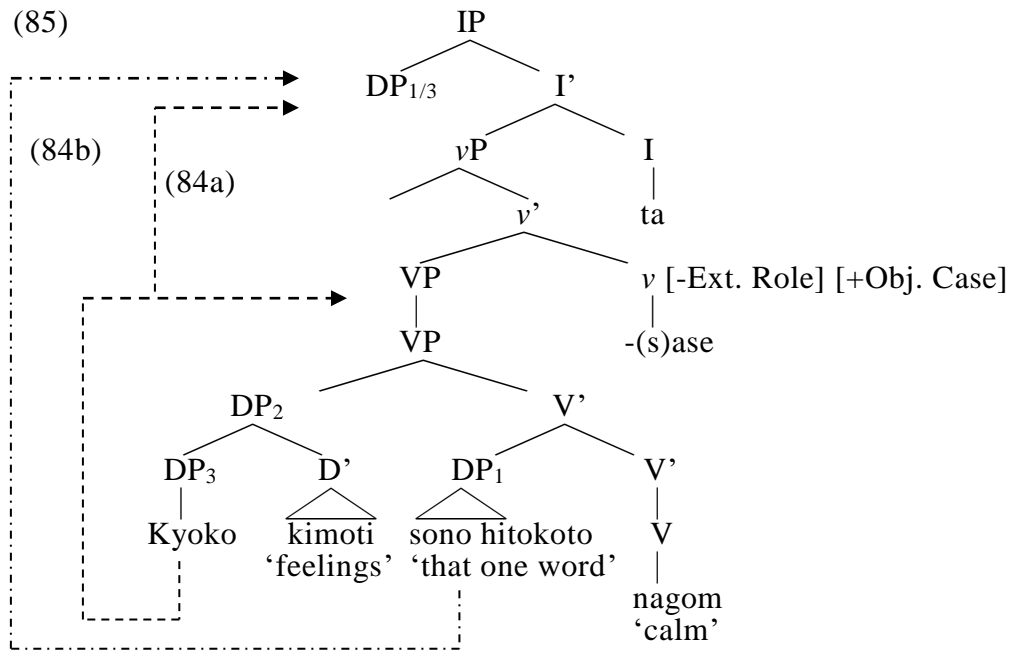 (85) IP
DP1/3 I’
(84b) vP I
(84a)
v’ ta
VP v [-Ext. Role] [+Obj. Case]
VP -(s)ase
DP2 V’
DP3 D’ DP1 V’
Kyoko kimoti sono hitokoto V
‘feelings’ ‘that one word’
nagom
‘calm’